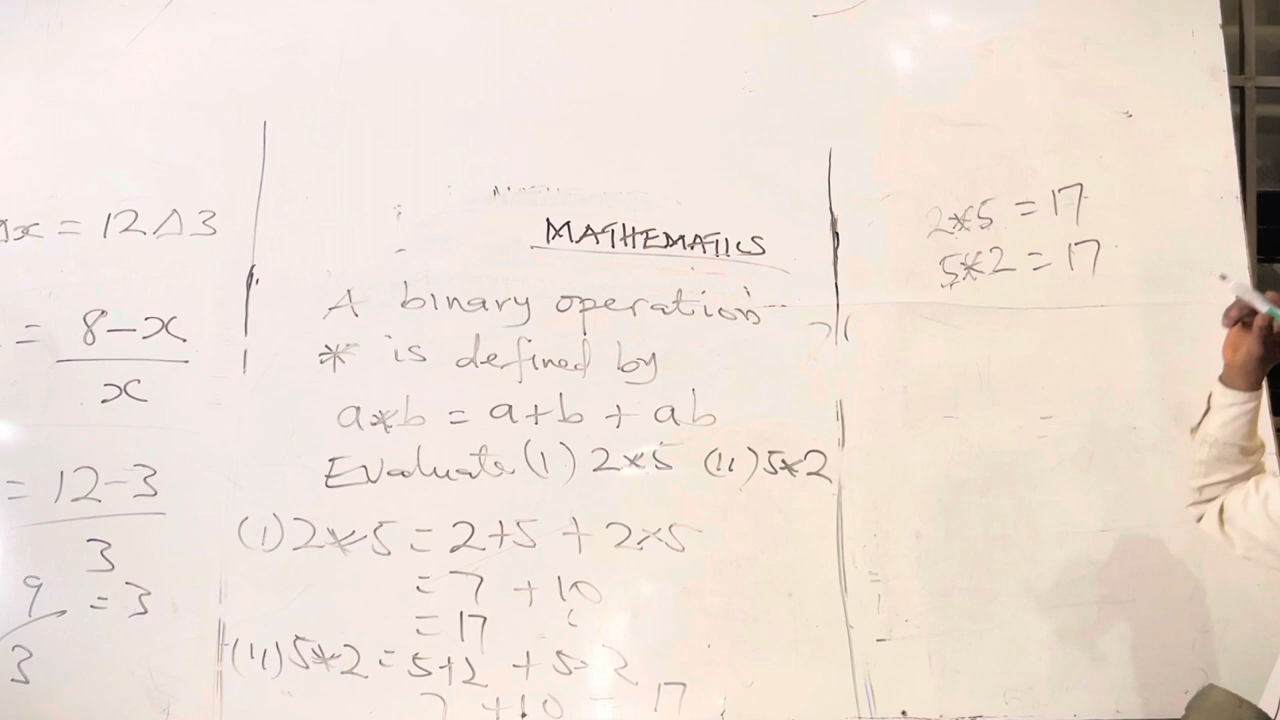 x = 12 Δ 3
= 8 - x
x
= 12 - 3
3
9 = 3
3
MATHEMATICS
A binary operation
* is defined by
a*b = a+b + ab
Evaluate (i) 2*5 (ii) 5*2
(i) 2*5 = 2+5 + 2×5
= 7 + 10
= 17
(ii) 5*2 = 5+2 + 5×2
7 + 10 = 17
2*5 = 17
5*2 = 17